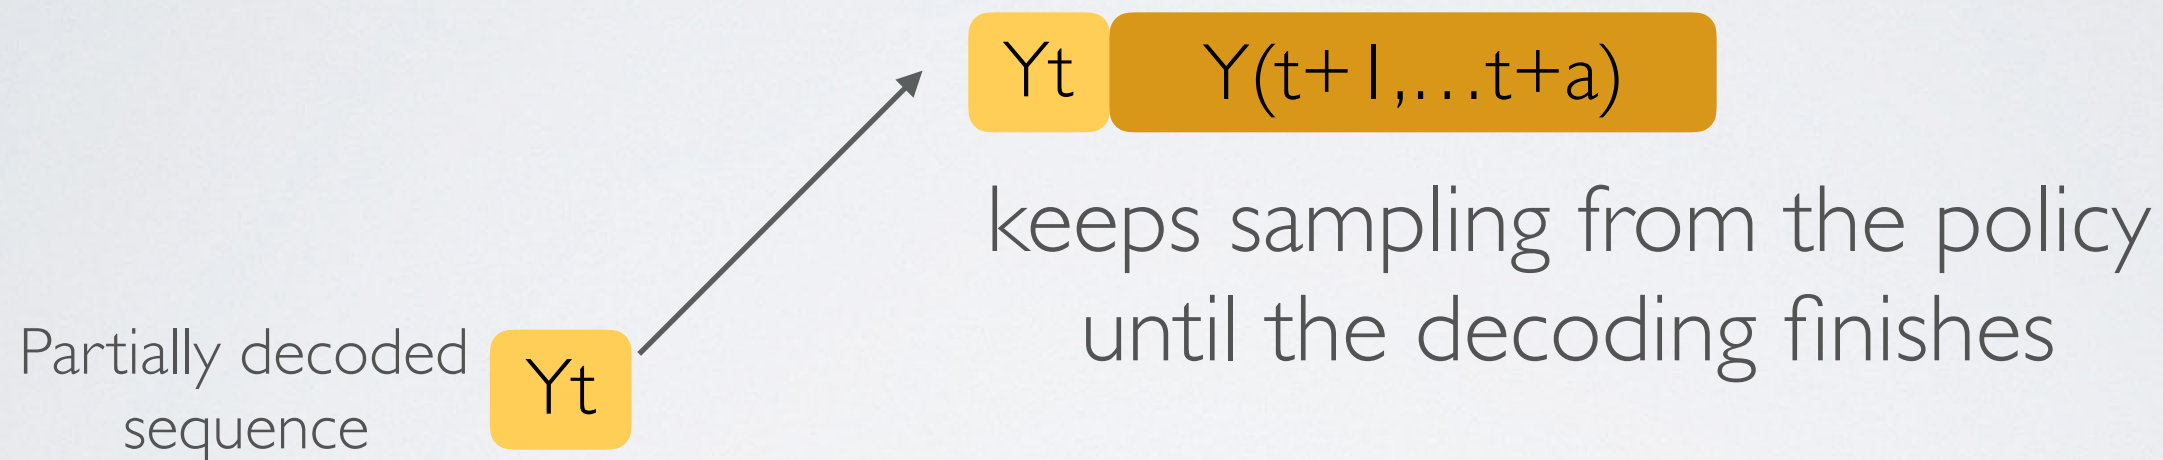 Yt Y(t+1,...t+a)
keeps sampling from the policy
until the decoding finishes
Partially decoded
sequence
Yt